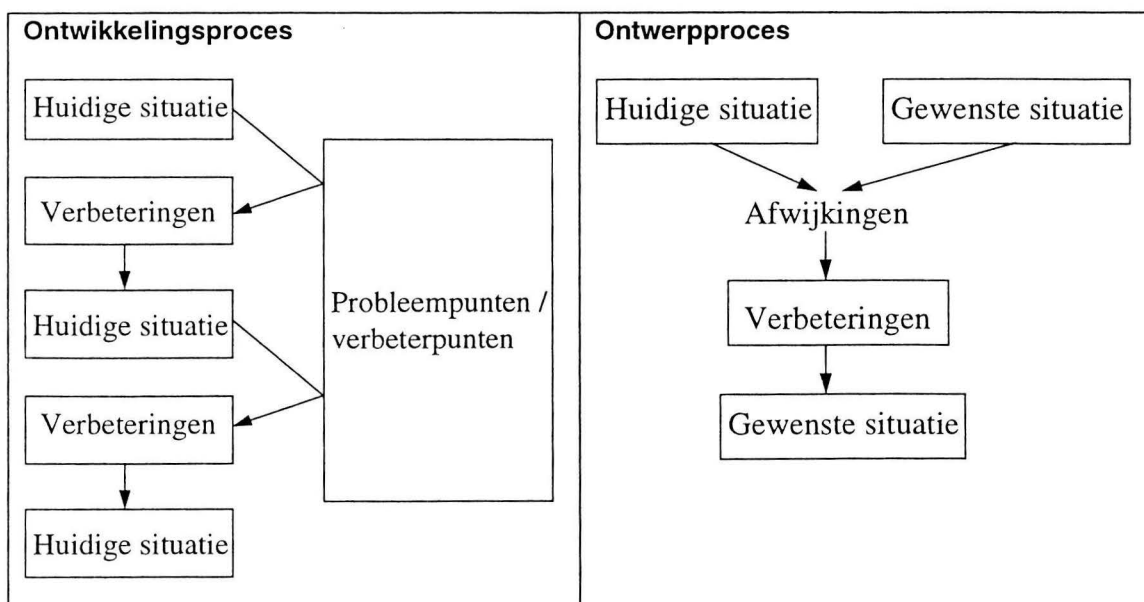 Ontwikkelingsproces
Huidige situatie
Verbeteringen
Huidige situatie
Verbeteringen
Huidige situatie
Probleempunten /
verbeterpunten
Ontwerpproces
Huidige situatie
Gewenste situatie
Afwijkingen
Verbeteringen
Gewenste situatie